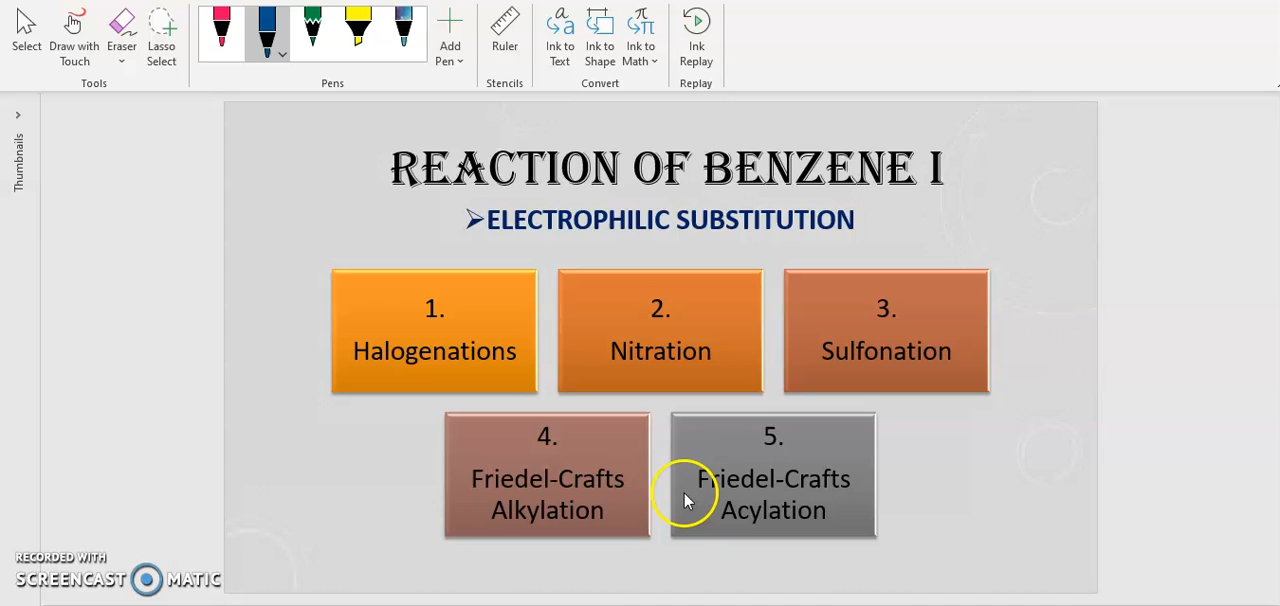 Select
Draw with
Touch
Eraser
Lasso
Select
Tools
Pens
Add
Pen
Ruler
Stencils
Ink to
Text
Ink to
Shape
Ink to
Math
Convert
Ink
Replay
Replay
Thumbnails
REACTION OF BENZENE I
➢ELECTROPHILIC SUBSTITUTION
1.
Halogenations
2.
Nitration
3.
Sulfonation
4.
Friedel-Crafts
Alkylation
5.
Friedel-Crafts
Acylation
RECORDED WITH
SCREENCAST MATIC